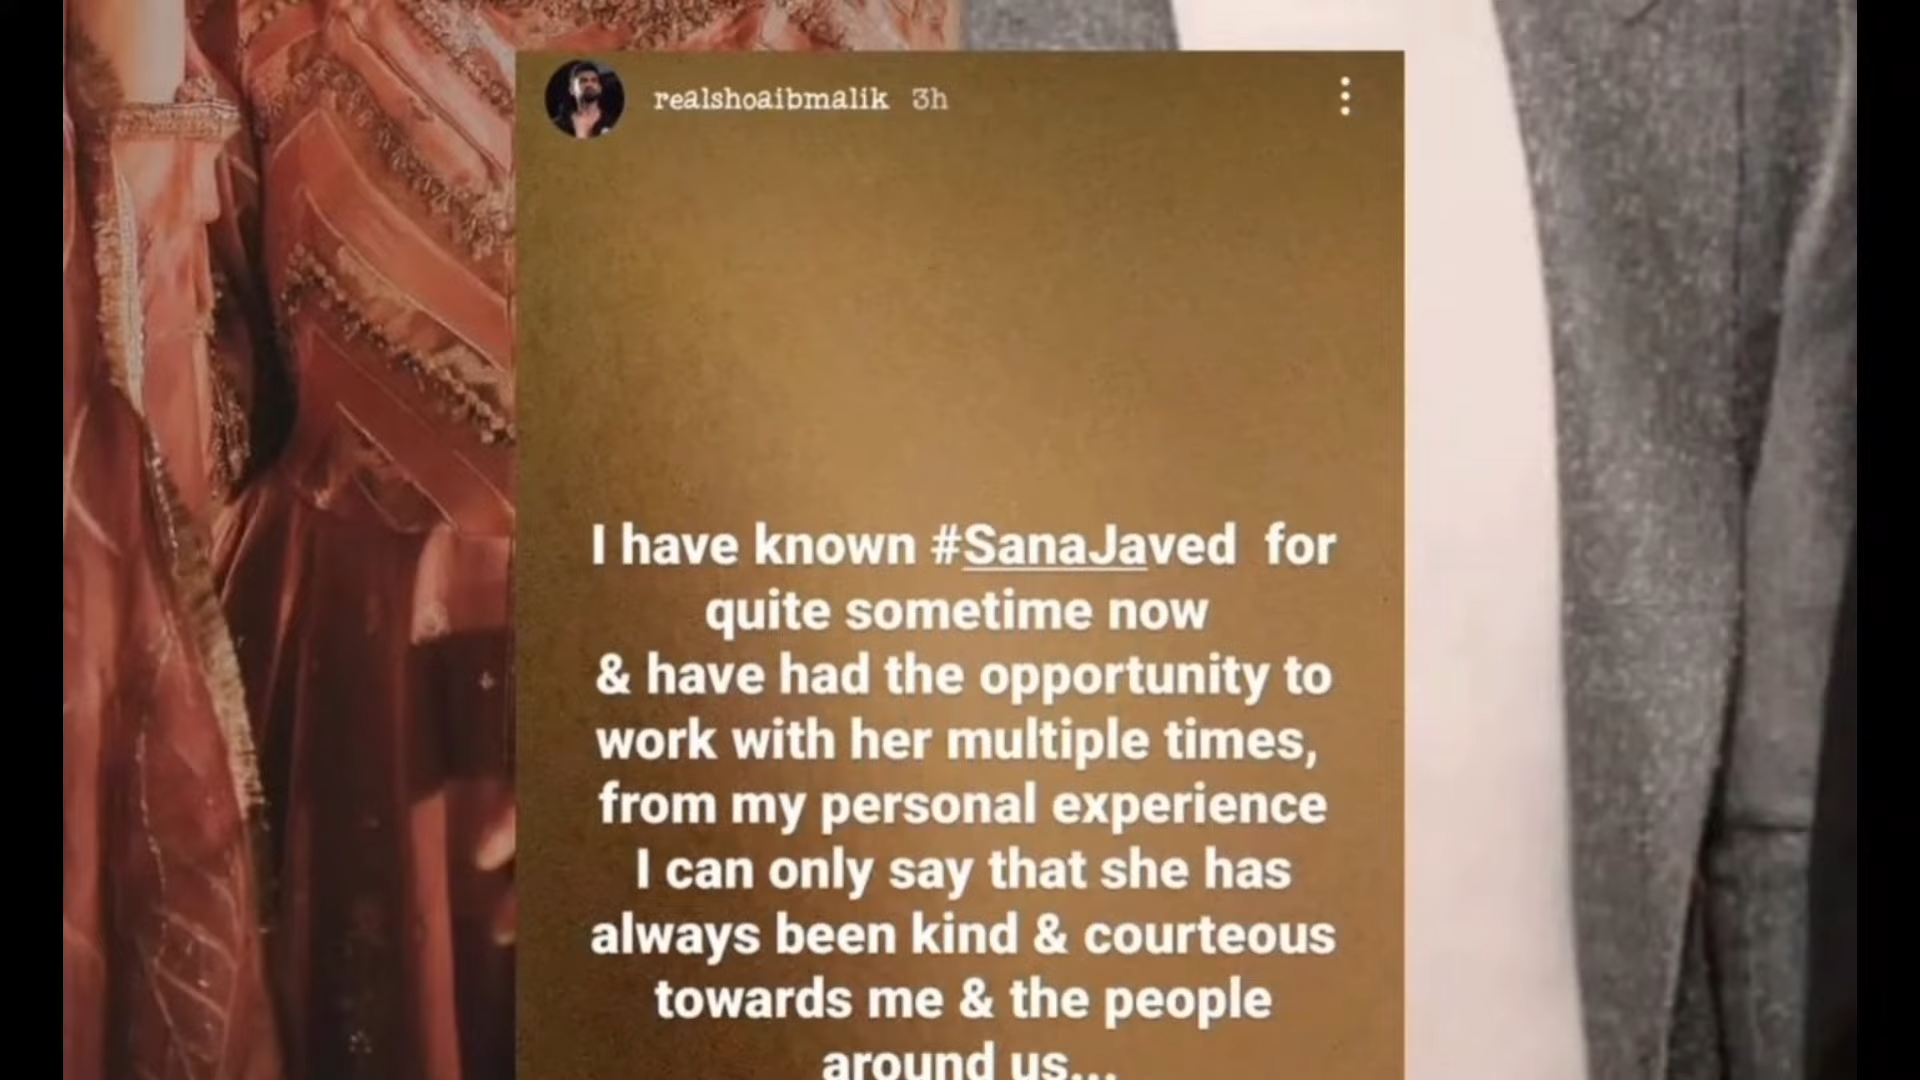 realshoaibmalik 3h
I have known #SanaJaved for
quite sometime now
& have had the opportunity to
work with her multiple times,
from my personal experience
I can only say that she has
always been kind & courteous
towards me & the people
around us...